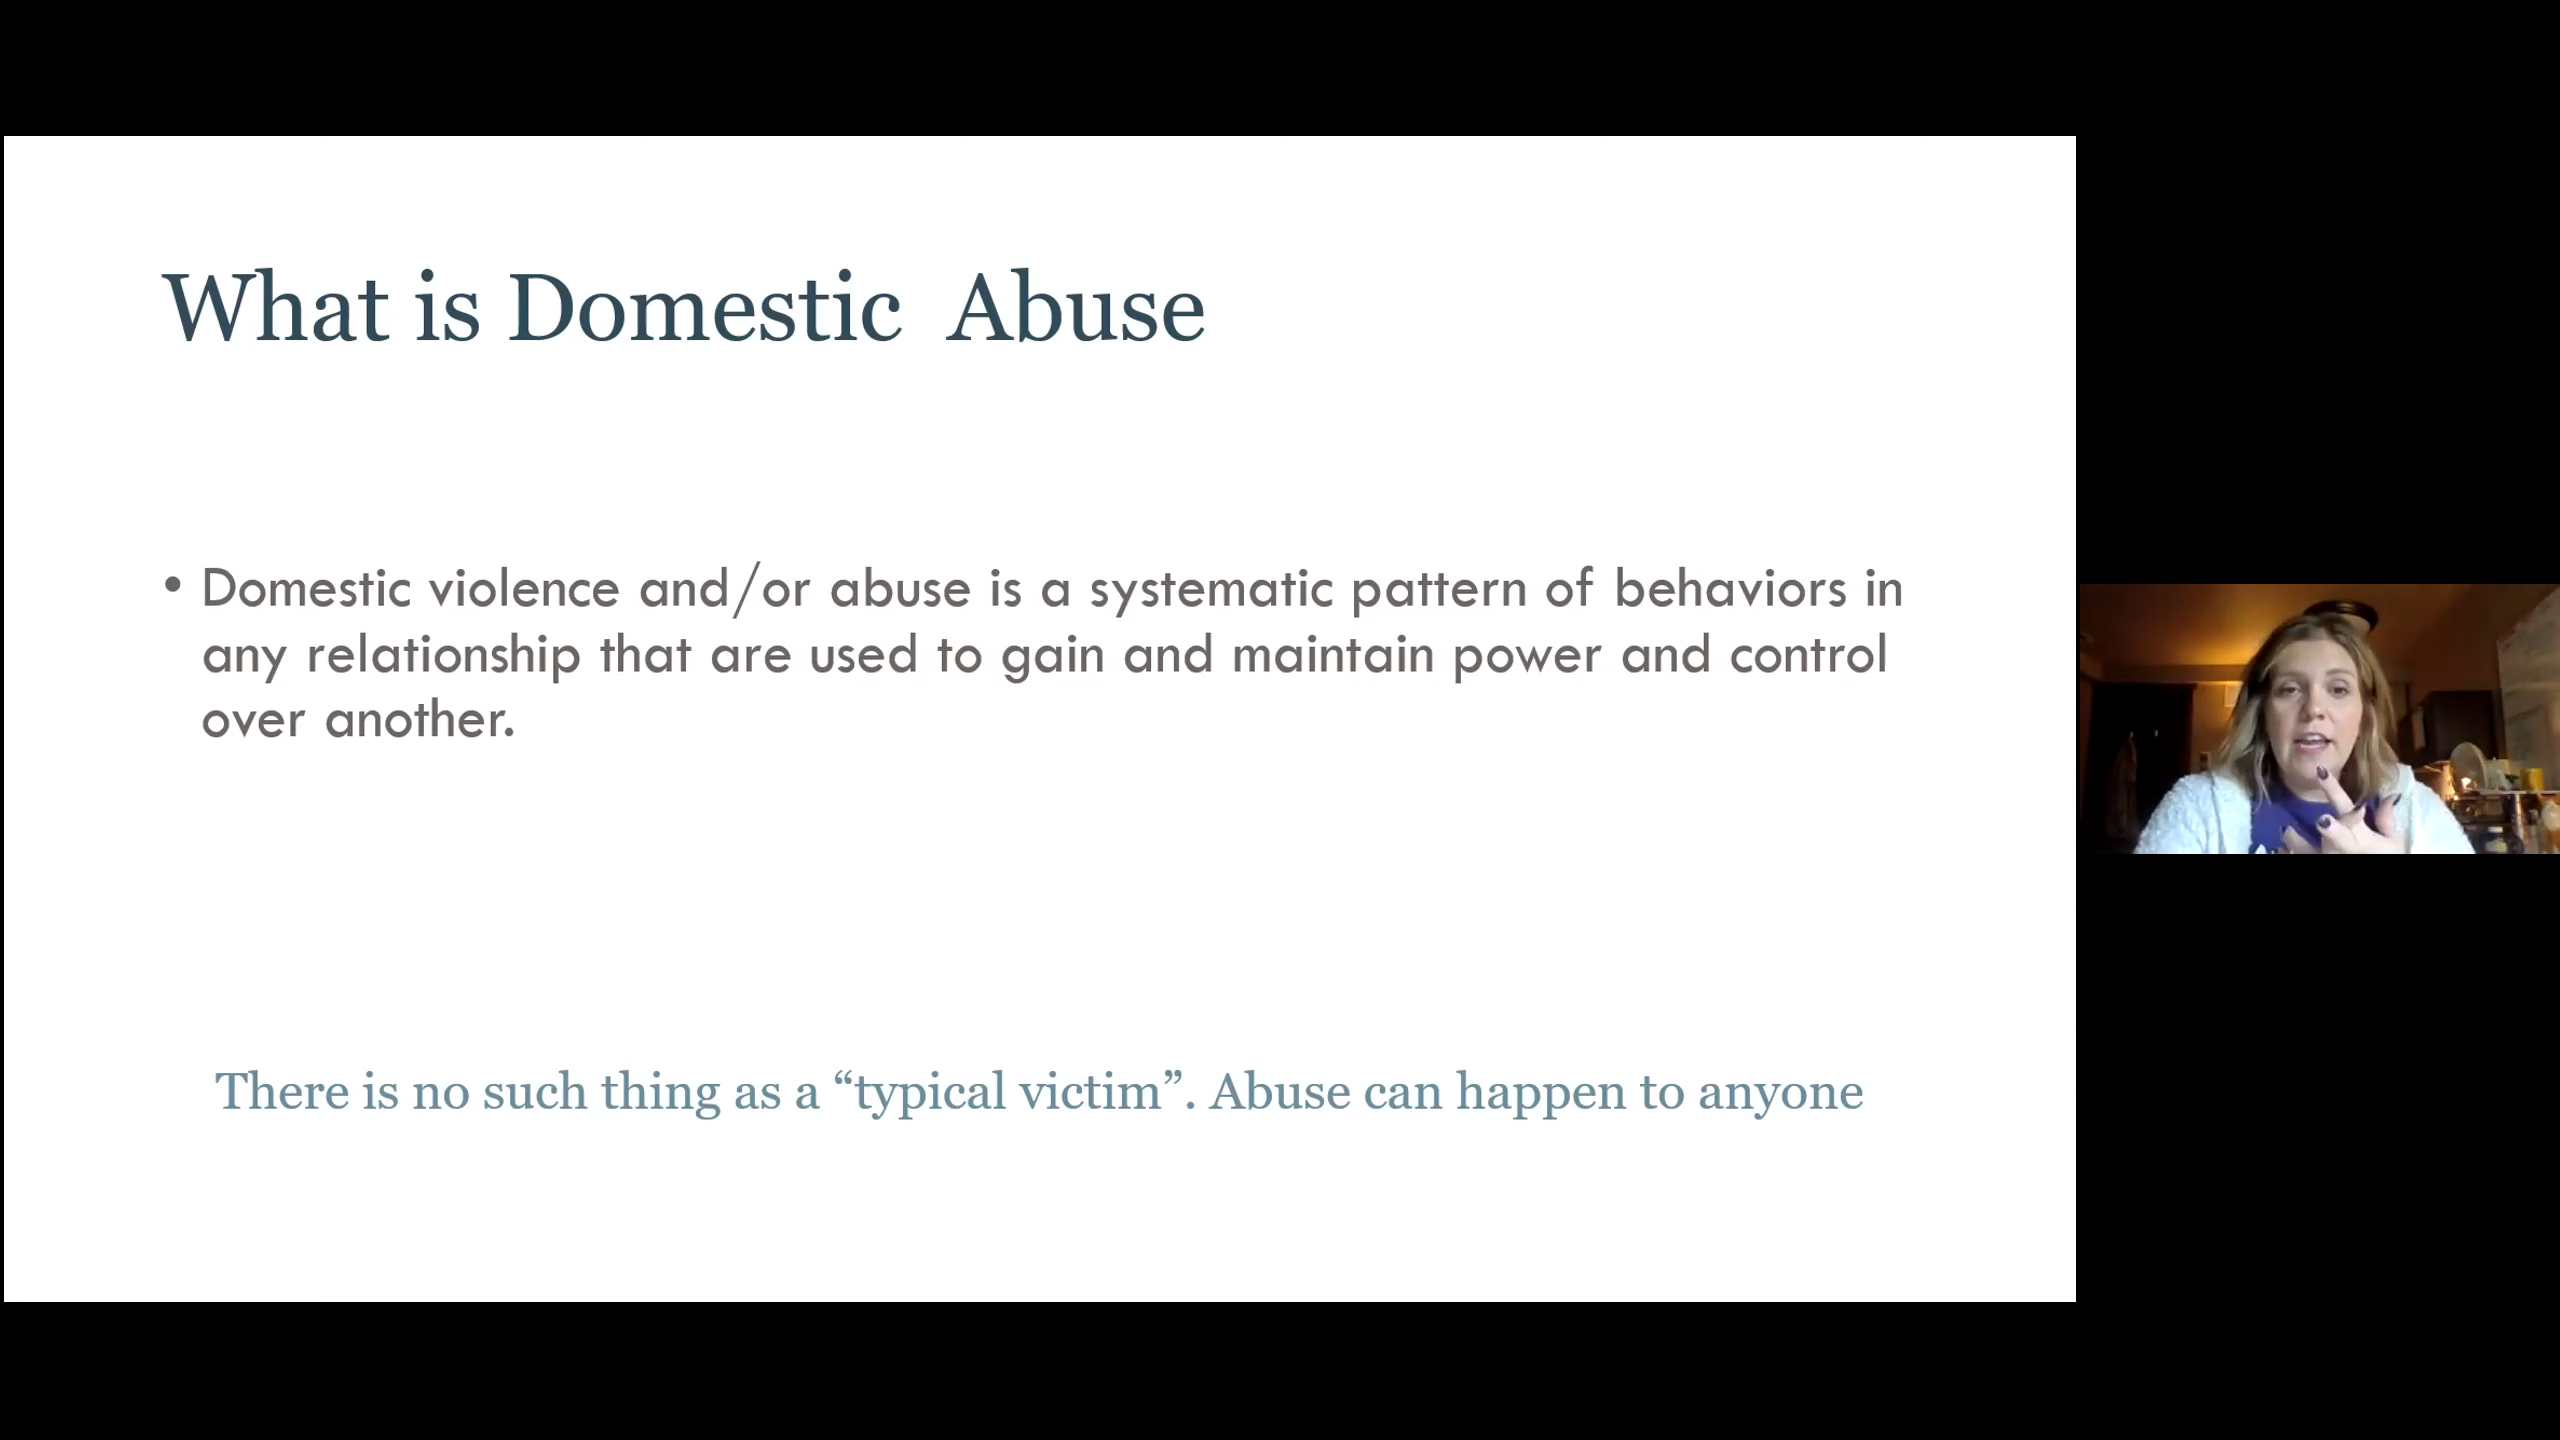 What is Domestic  Abuse
• Domestic violence and/or abuse is a systematic pattern of behaviors in
any relationship that are used to gain and maintain power and control
over another.
There is no such thing as a “typical victim”. Abuse can happen to anyone